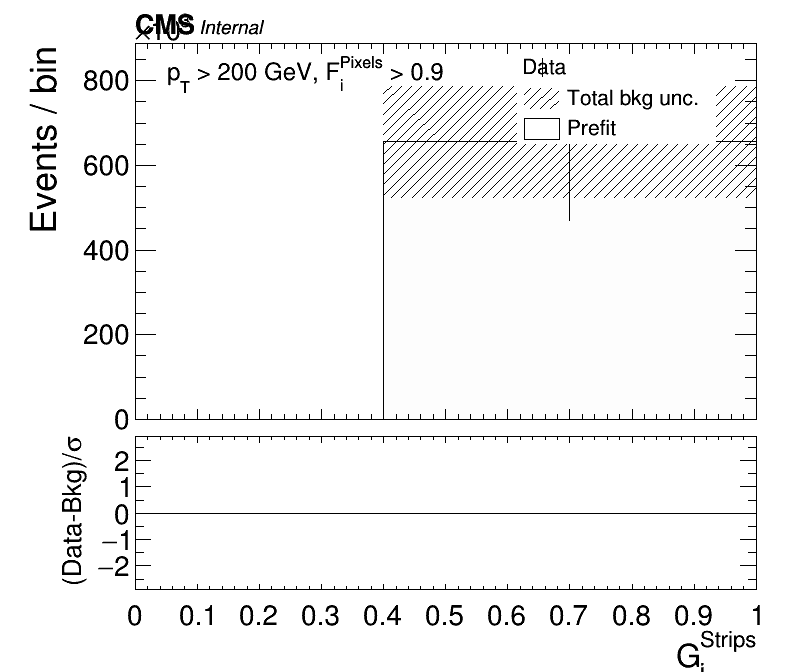 CMS Internal
×10
p_T > 200 GeV, F_i^Pixels > 0.9
Data
Total bkg unc.
Prefit
Events / bin
800
600
400
200
0
(Data-Bkg)/σ
2
1
0
−1
−2
0 0.1 0.2 0.3 0.4 0.5 0.6 0.7 0.8 0.9 1
G_i^Strips